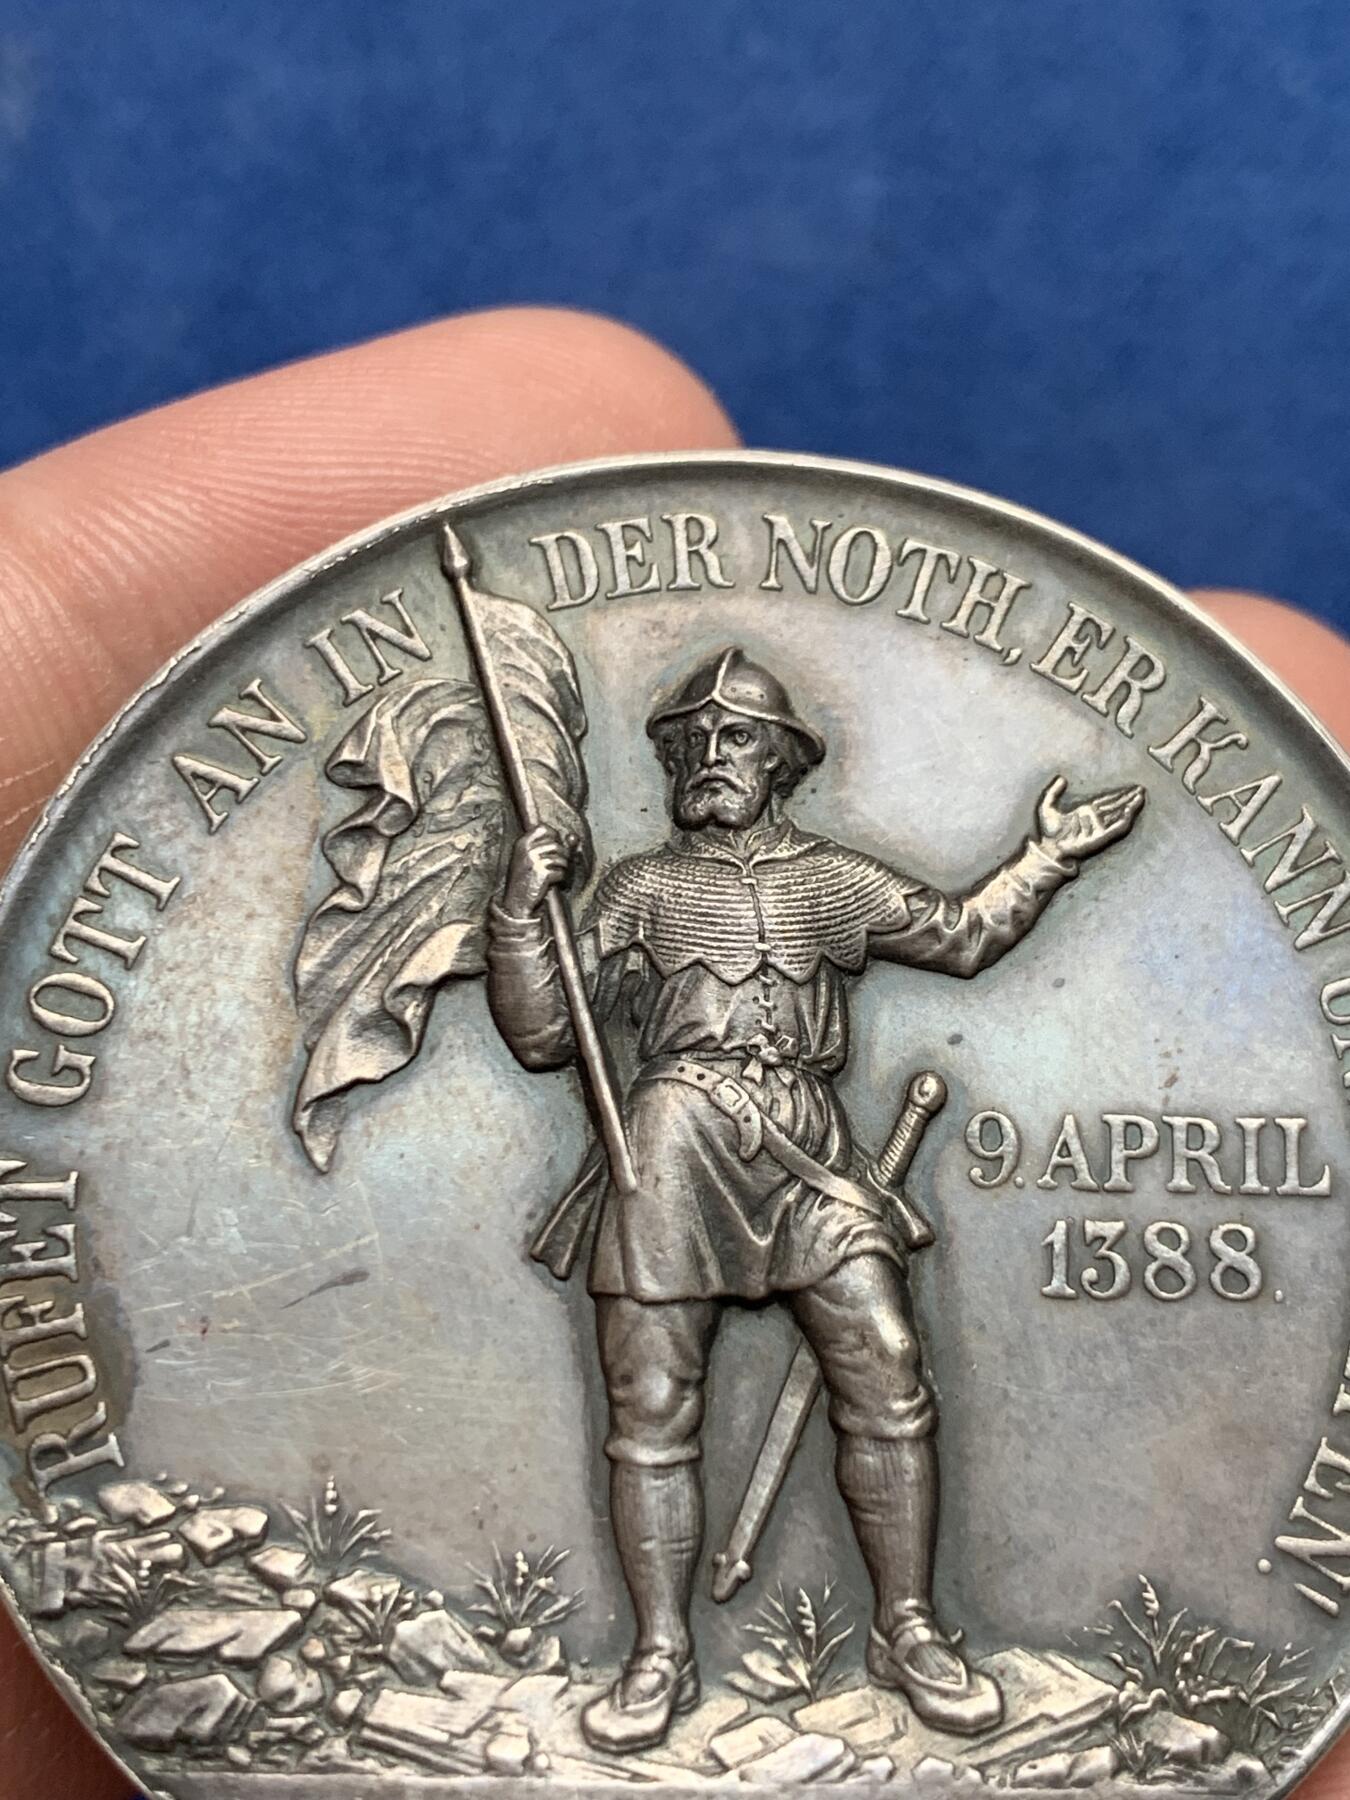 RUFET GOTT AN IN DER NOTH, ER KANN
9. APRIL
1388.